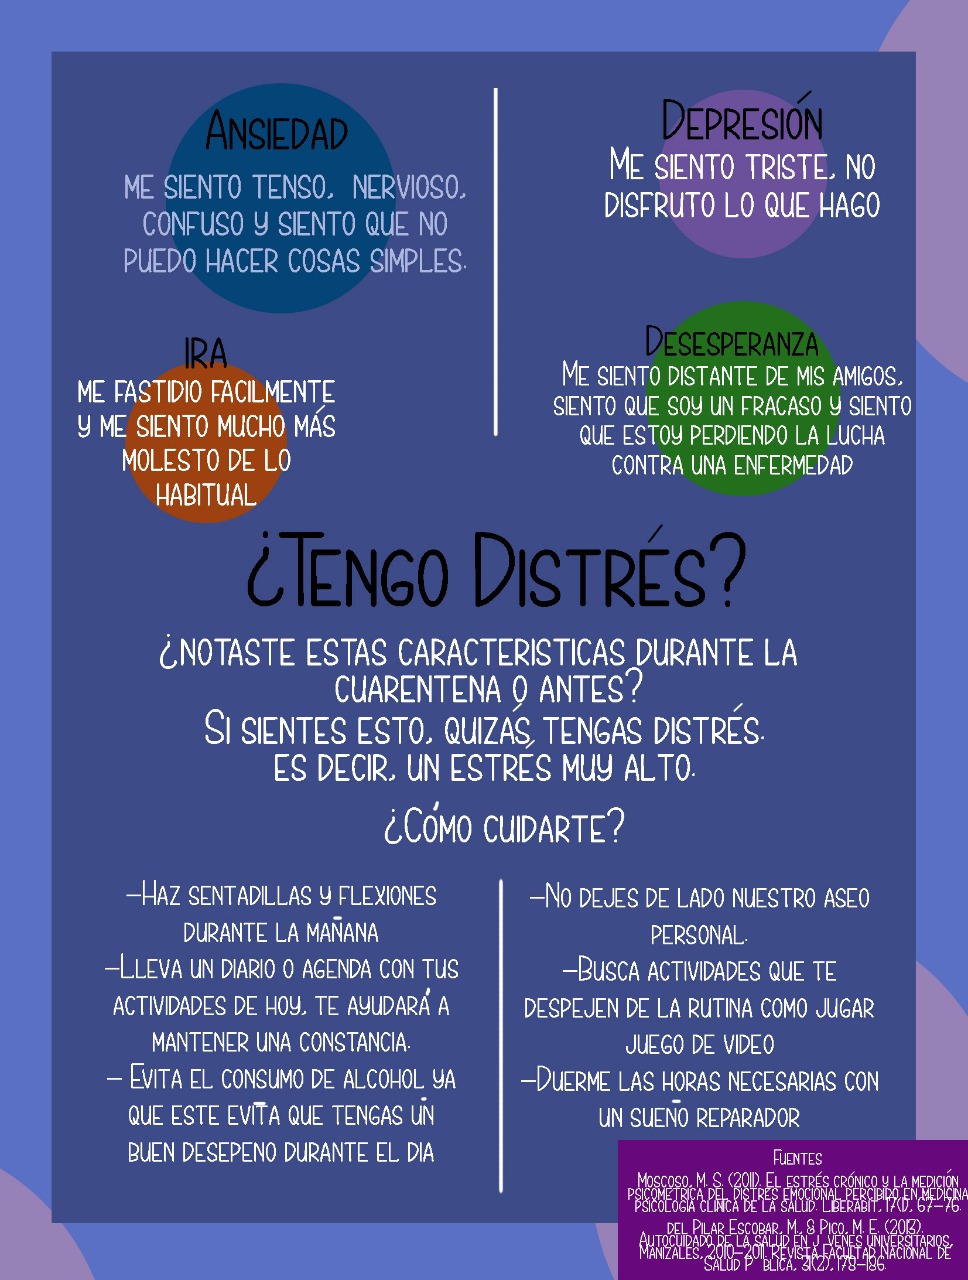 Ansiedad
me siento tenso, nervioso,
confuso y siento que no
puedo hacer cosas simples.
Depresión
Me siento triste, no
disfruto lo que hago
ira
me fastidio facilmente
y me siento mucho más
molesto de lo
habitual
Desesperanza
Me siento distante de mis amigos,
siento que soy un fracaso y siento
que estoy perdiendo la lucha
contra una enfermedad
¿Tengo Distrés?
¿notaste estas caracteristicas durante la
cuarentena o antes?
Si sientes esto, quizás tengas distrés.
es decir, un estrés muy alto.
¿Cómo cuidarte?
-Haz sentadillas y flexiones
durante la mañana
-Lleva un diario o agenda con tus
actividades de hoy, te ayudará a
mantener una constancia.
- Evita el consumo de alcohol ya
que este evita que tengas un
buen desepeño durante el día
-No dejes de lado nuestro aseo
personal.
-Busca actividades que te
despejen de la rutina como jugar
juego de video
-Duerme las horas necesarias con
un sueño reparador
Fuentes
Moscoso, M. S. (2011). El estrés crónico y la medición
psicométrica del distrés emocional percibido en medicina
psicología clínica de la salud. Liberabit, 17(1), 67-76.
del Pilar Escobar, M., & Pico, M. E. (2013).
Autocuidado de la salud en j venes universitarios,
Manizales, 2010-2011. Revista Facultad Nacional de
Salud P blica, 31(2), 178-186.